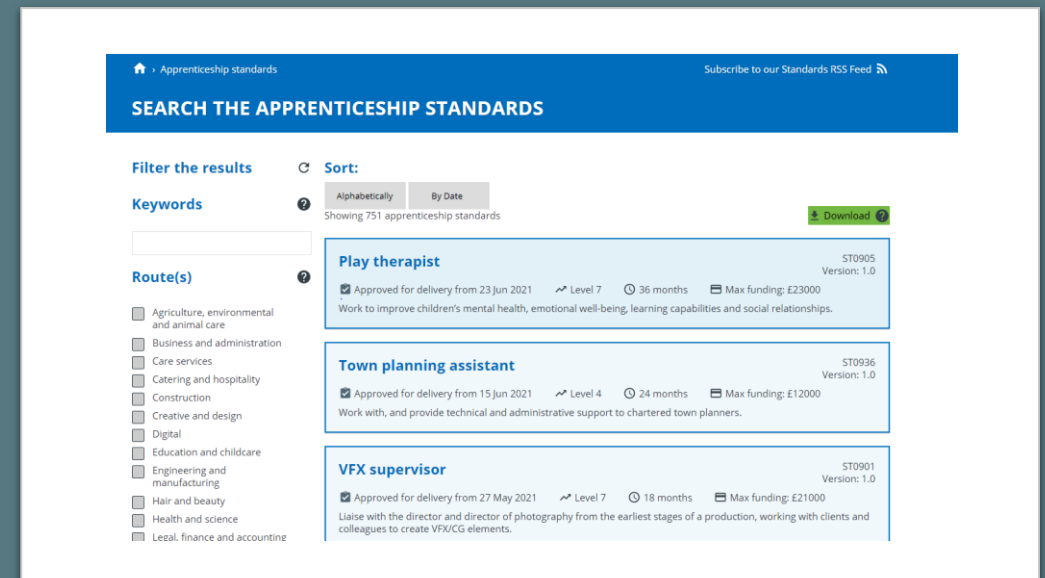 Apprenticeship standards
Subscribe to our Standards RSS Feed
SEARCH THE APPRENTICESHIP STANDARDS
Filter the results
Keywords
Route(s)
Agriculture, environmental
and animal care
Business and administration
Care services
Catering and hospitality
Construction
Creative and design
Digital
Education and childcare
Engineering and
manufacturing
Hair and beauty
Health and science
Legal, finance and accounting
Sort:
Alphabetically
By Date
Showing 751 apprenticeship standards
Download
Play therapist
ST0905
Version: 1.0
Approved for delivery from 23 Jun 2021 Level 7 36 months Max funding: £23000
Work to improve children's mental health, emotional well-being, learning capabilities and social relationships.
Town planning assistant
ST0936
Version: 1.0
Approved for delivery from 15 Jun 2021 Level 4 24 months Max funding: £12000
Work with, and provide technical and administrative support to chartered town planners.
VFX supervisor
ST0901
Version: 1.0
Approved for delivery from 27 May 2021 Level 7 18 months Max funding: £21000
Liaise with the director and director of photography from the earliest stages of a production, working with clients and
colleagues to create VFX/CG elements.